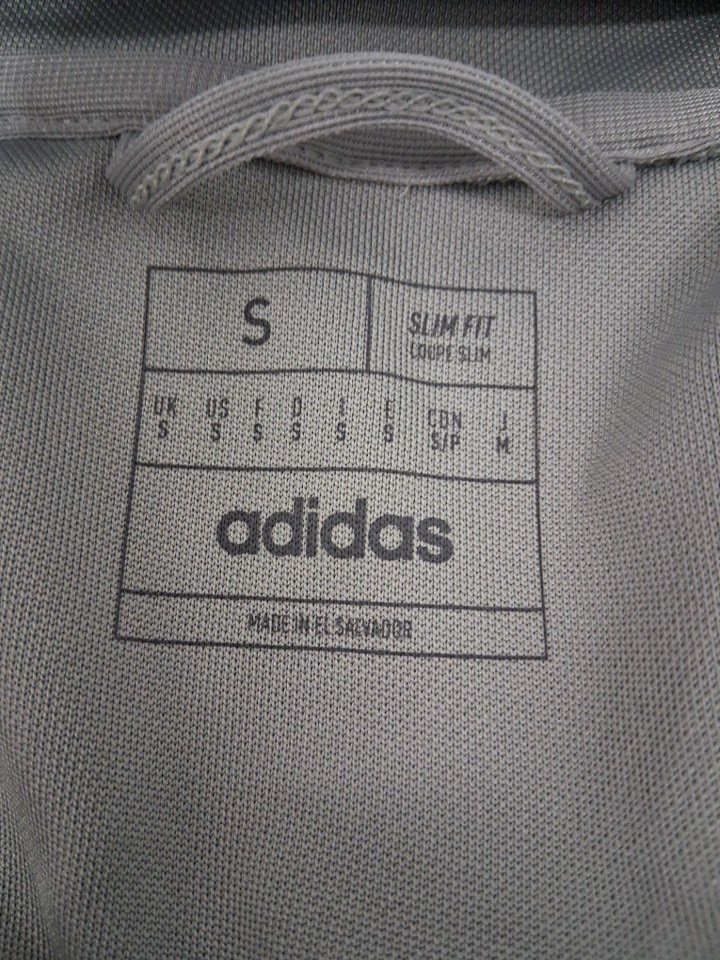 S
SLIM FIT
COUPE SLIM
UK US F D I E CDN J
S S S S S S S/P M
adidas
MADE IN EL SALVADOR